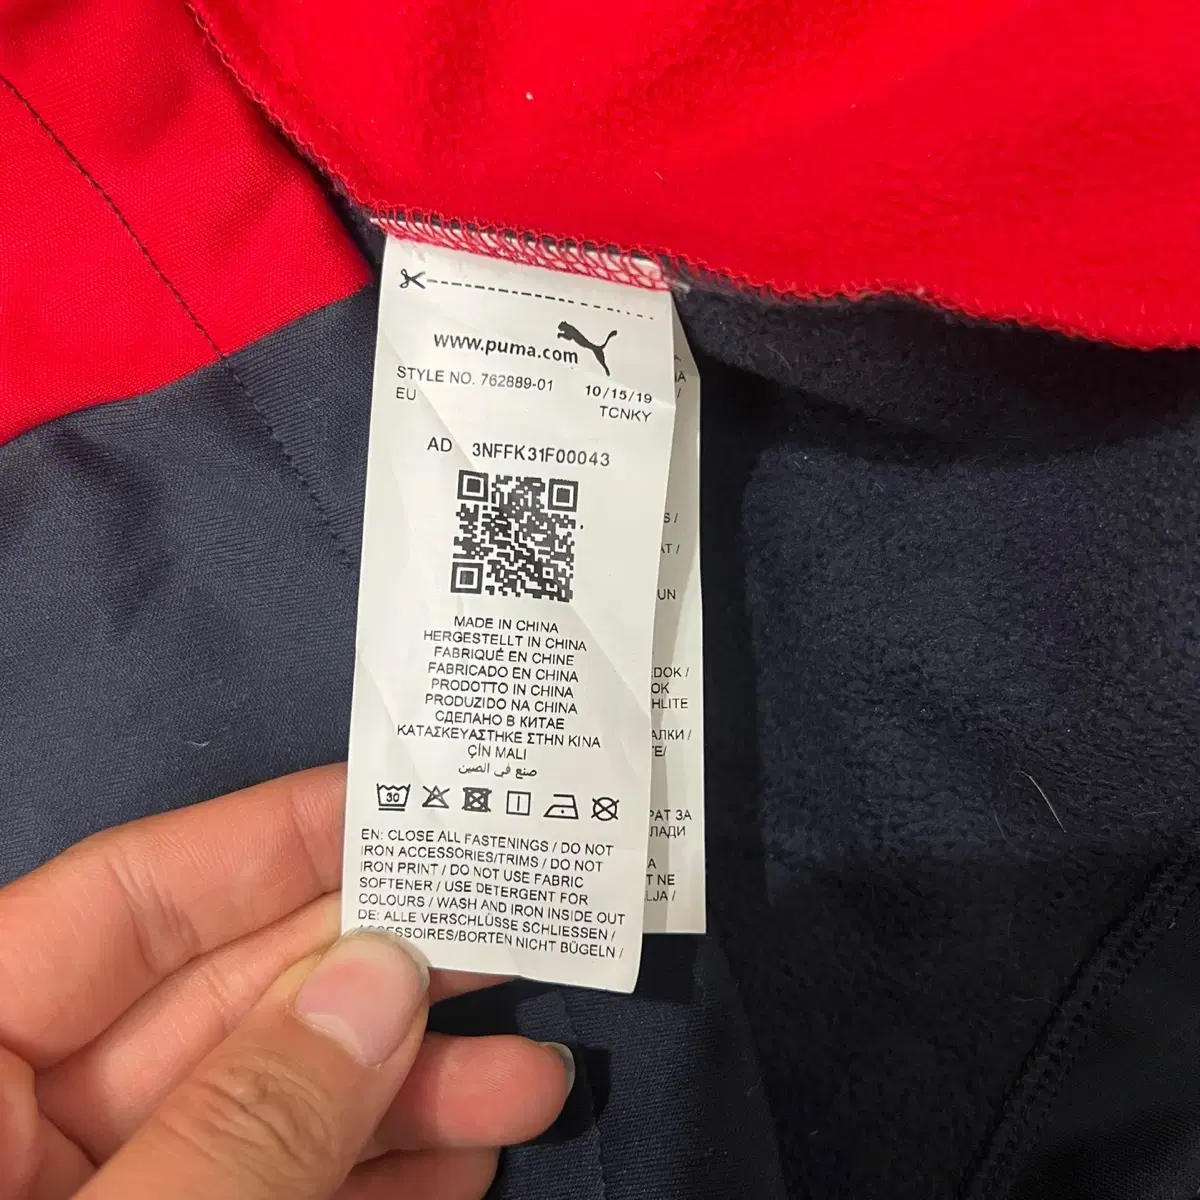 www.puma.com
STYLE NO. 762889-01 10/15/19
EU TCNKY
AD 3NFFK31F00043
MADE IN CHINA
HERGESTELLT IN CHINA
FABRIQUÉ EN CHINE
FABRICADO EN CHINA
PRODOTTO IN CHINA
PRODUZIDO NA CHINA
СДЕЛАНО В КИТАЕ
ΚΑΤΑΣΚΕΥΑΣΤΗΚΕ ΣΤΗΝ ΚΙΝΑ
ÇİN MALI
صنع في الصين
30
EN: CLOSE ALL FASTENINGS / DO NOT
IRON ACCESSORIES/TRIMS / DO NOT
IRON PRINT / DO NOT USE FABRIC
SOFTENER / USE DETERGENT FOR
COLOURS / WASH AND IRON INSIDE OUT
DE: ALLE VERSCHLÜSSE SCHLIESSEN /
ACCESSOIRES/BORTEN NICHT BÜGELN /